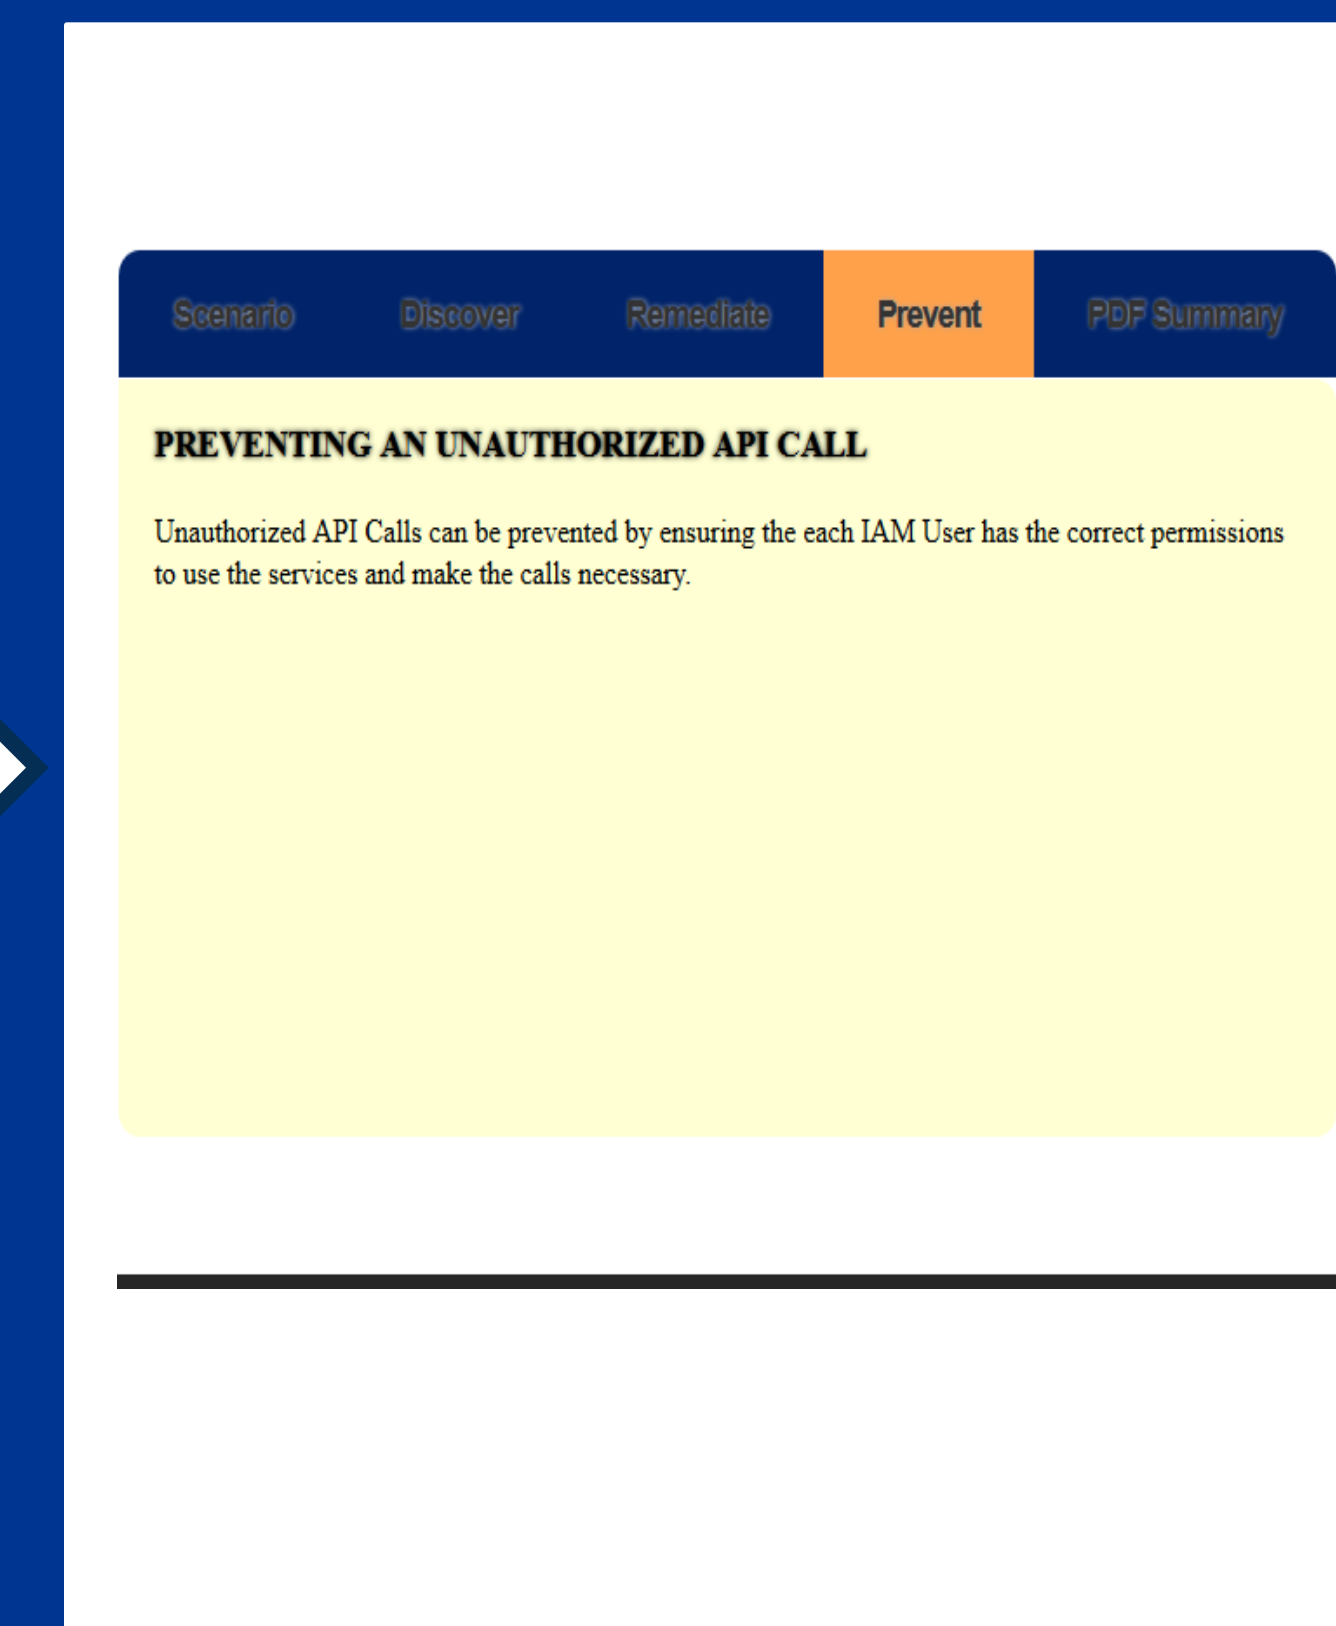 Scenario Discover Remediate Prevent PDF Summary
PREVENTING AN UNAUTHORIZED API CALL
Unauthorized API Calls can be prevented by ensuring the each IAM User has the correct permissions
to use the services and make the calls necessary.